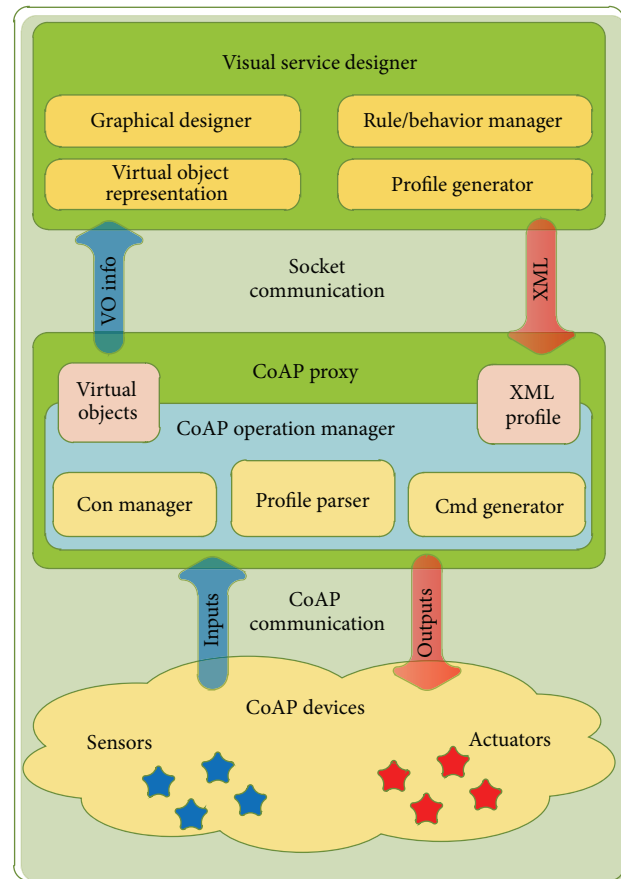 Visual service designer
Graphical designer
Rule/behavior manager
Virtual object
representation
Profile generator
VO info
Socket
communication
XML
CoAP proxy
Virtual
objects
XML
profile
CoAP operation manager
Con manager
Profile parser
Cmd generator
Inputs
CoAP
communication
Outputs
CoAP devices
Sensors
Actuators